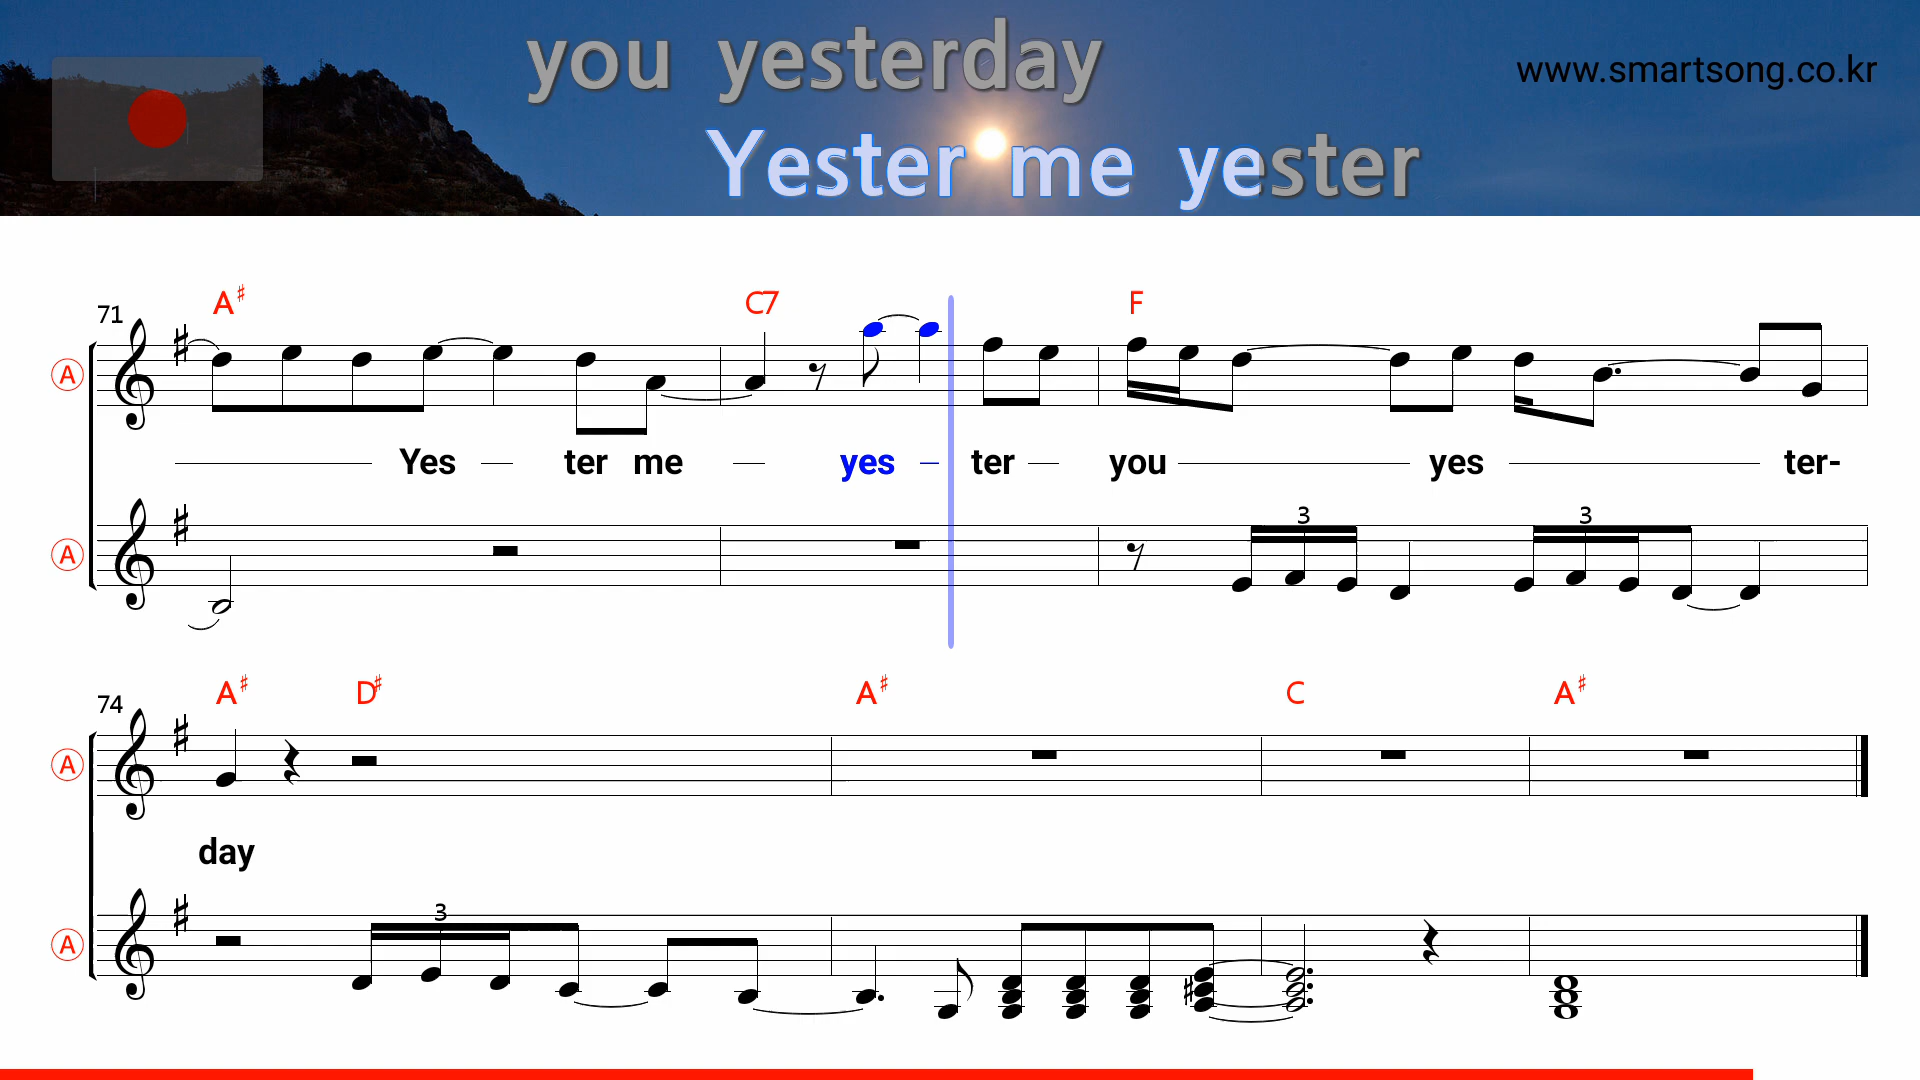 you yesterday
www.smartsong.co.kr
Yester me yester
A♯ C7 F
71
A
Yes ter me yes ter you yes ter-
3 3
A
A♯ D♯ A♯ C A♯
74
A
day
3
A